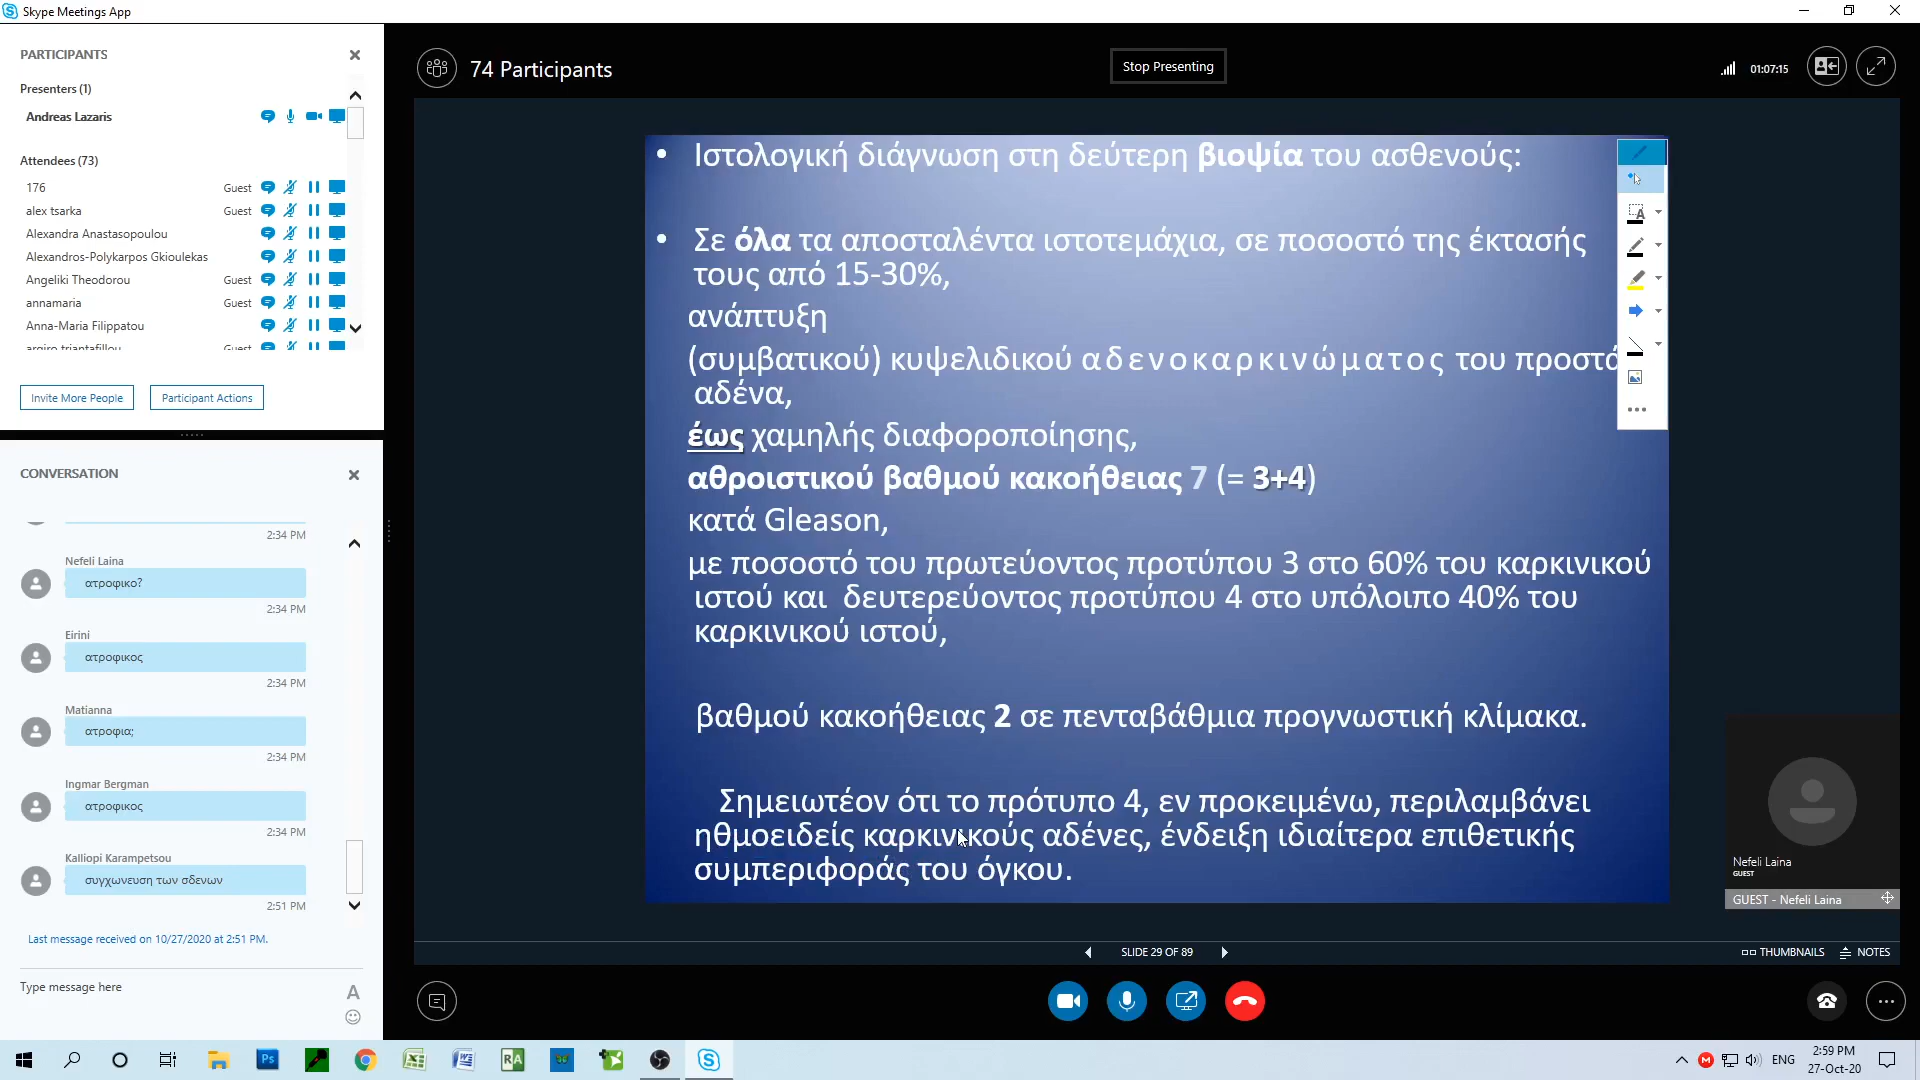 Skype Meetings App
PARTICIPANTS
Presenters (1)
Andreas Lazaris
Attendees (73)
176 Guest
alex tsarka Guest
Alexandra Anastasopoulou
Alexandros-Polykarpos Gkioulekas
Angeliki Theodorou Guest
annamaria Guest
Anna-Maria Filippatou
argiro triantafillou Guest
Invite More People
Participant Actions
CONVERSATION
2:34 PM
Nefeli Laina
ατροφικο?
2:34 PM
Eirini
ατροφικος
2:34 PM
Matianna
ατροφια;
2:34 PM
Ingmar Bergman
ατροφικος
2:34 PM
Kalliopi Karampetsou
συγχωνευση των σδενων
2:51 PM
Last message received on 10/27/2020 at 2:51 PM.
Type message here
74 Participants
Stop Presenting
01:07:15
• Ιστολογική διάγνωση στη δεύτερη βιοψία του ασθενούς:
• Σε όλα τα αποσταλέντα ιστοτεμάχια, σε ποσοστό της έκτασής
τους από 15-30%,
ανάπτυξη
(συμβατικού) κυψελιδικού αδενοκαρκινώματος του προστά
αδένα,
έως χαμηλής διαφοροποίησης,
αθροιστικού βαθμού κακοήθειας 7 (= 3+4)
κατά Gleason,
με ποσοστό του πρωτεύοντος προτύπου 3 στο 60% του καρκινικού
ιστού και δευτερεύοντος προτύπου 4 στο υπόλοιπο 40% του
καρκινικού ιστού,
βαθμού κακοήθειας 2 σε πενταβάθμια προγνωστική κλίμακα.
Σημειωτέον ότι το πρότυπο 4, εν προκειμένω, περιλαμβάνει
ηθμοειδείς καρκινικούς αδένες, ένδειξη ιδιαίτερα επιθετικής
συμπεριφοράς του όγκου.
Nefeli Laina
GUEST
GUEST - Nefeli Laina
SLIDE 29 OF 89
THUMBNAILS
NOTES
ENG
2:59 PM
27-Oct-20